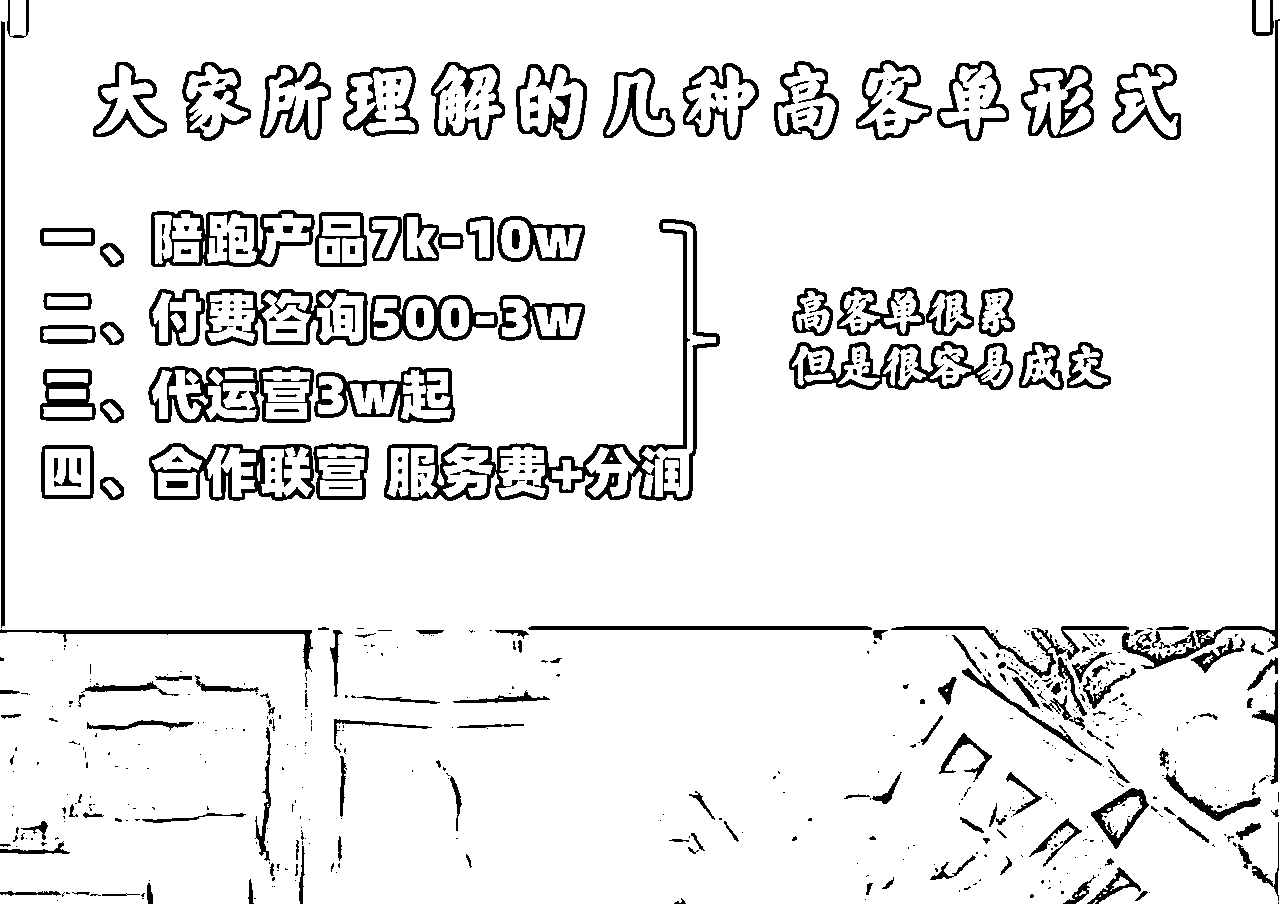 大家所理解的几种高客单形式
一、陪跑产品7k-10w
二、付费咨询500-3w
三、代运营3w起
四、合作联营 服务费+分润
高客单很累
但是很容易成交